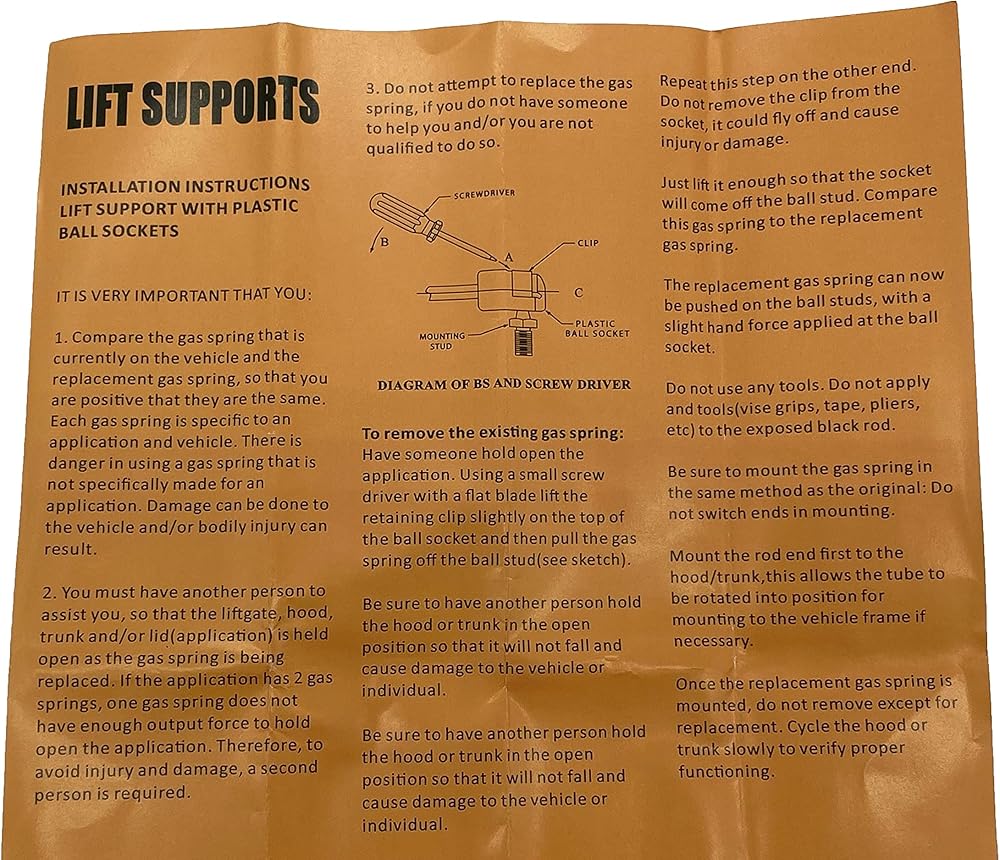 LIFT SUPPORTS
INSTALLATION INSTRUCTIONS
LIFT SUPPORT WITH PLASTIC
BALL SOCKETS
IT IS VERY IMPORTANT THAT YOU:
1. Compare the gas spring that is
currently on the vehicle and the
replacement gas spring, so that you
are positive that they are the same.
Each gas spring is specific to an
application and vehicle. There is
danger in using a gas spring that is
not specifically made for an
application. Damage can be done to
the vehicle and/or bodily injury can
result.
2. You must have another person to
assist you, so that the liftgate, hood,
trunk and/or lid(application) is held
open as the gas spring is being
replaced. If the application has 2 gas
springs, one gas spring does not
have enough output force to hold
open the application. Therefore, to
avoid injury and damage, a second
person is required.
3. Do not attempt to replace the gas
spring, if you do not have someone
to help you and/or you are not
qualified to do so.
SCREWDRIVER
B
CLIP
A
C
MOUNTING
STUD
PLASTIC
BALL SOCKET
DIAGRAM OF BS AND SCREW DRIVER
To remove the existing gas spring:
Have someone hold open the
application. Using a small screw
driver with a flat blade lift the
retaining clip slightly on the top of
the ball socket and then pull the gas
spring off the ball stud(see sketch).
Be sure to have another person hold
the hood or trunk in the open
position so that it will not fall and
cause damage to the vehicle or
individual.
Be sure to have another person hold
the hood or trunk in the open
position so that it will not fall and
cause damage to the vehicle or
individual.
Repeat this step on the other end.
Do not remove the clip from the
socket, it could fly off and cause
injury or damage.
Just lift it enough so that the socket
will come off the ball stud. Compare
this gas spring to the replacement
gas spring.
The replacement gas spring can now
be pushed on the ball studs, with a
slight hand force applied at the ball
socket.
Do not use any tools. Do not apply
and tools(vise grips, tape, pliers,
etc) to the exposed black rod.
Be sure to mount the gas spring in
the same method as the original: Do
not switch ends in mounting.
Mount the rod end first to the
hood/trunk,this allows the tube to
be rotated into position for
mounting to the vehicle frame if
necessary.
Once the replacement gas spring is
mounted, do not remove except for
replacement. Cycle the hood or
trunk slowly to verify proper
functioning.